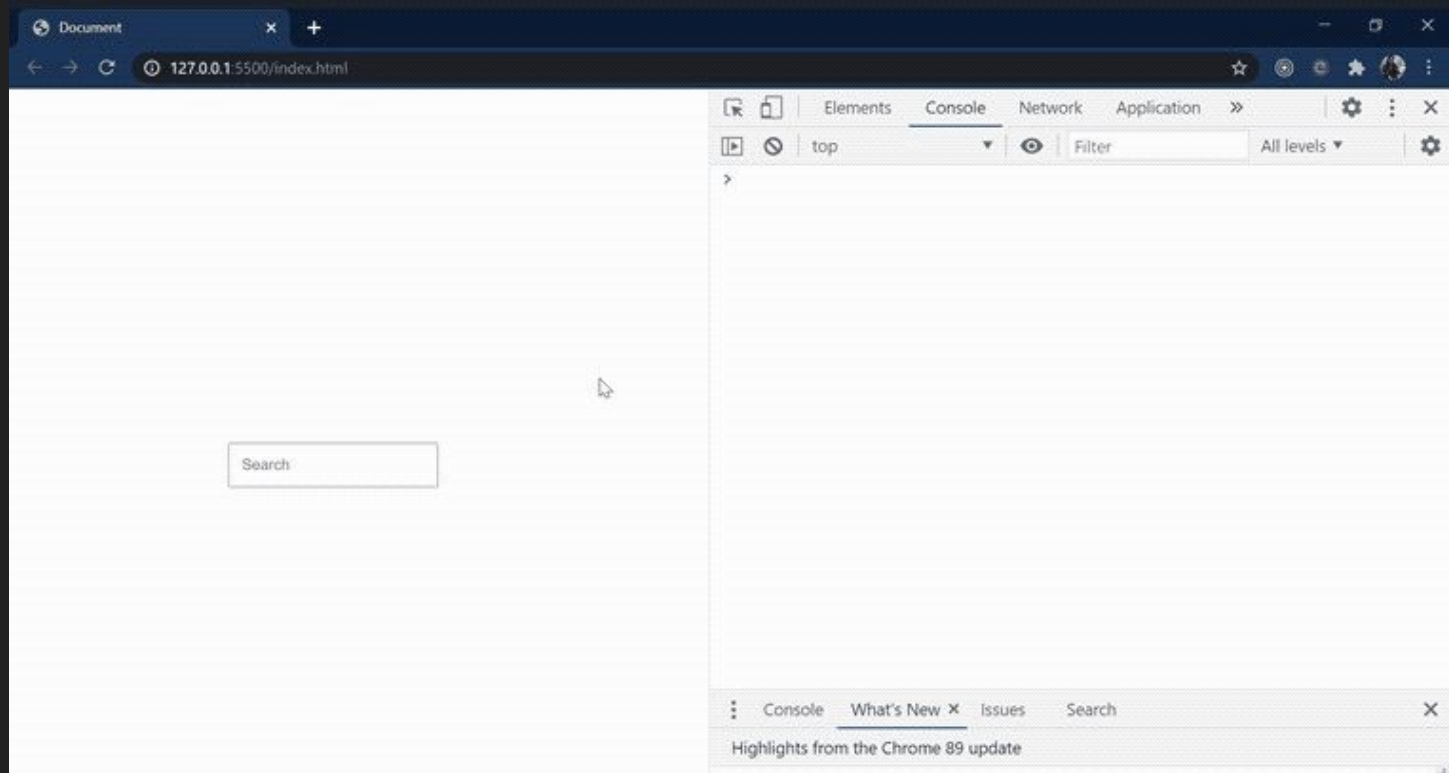 Document
127.0.0.1:5500/index.html
Elements Console Network Application
top Filter All levels
Search
Console What's New Issues Search
Highlights from the Chrome 89 update